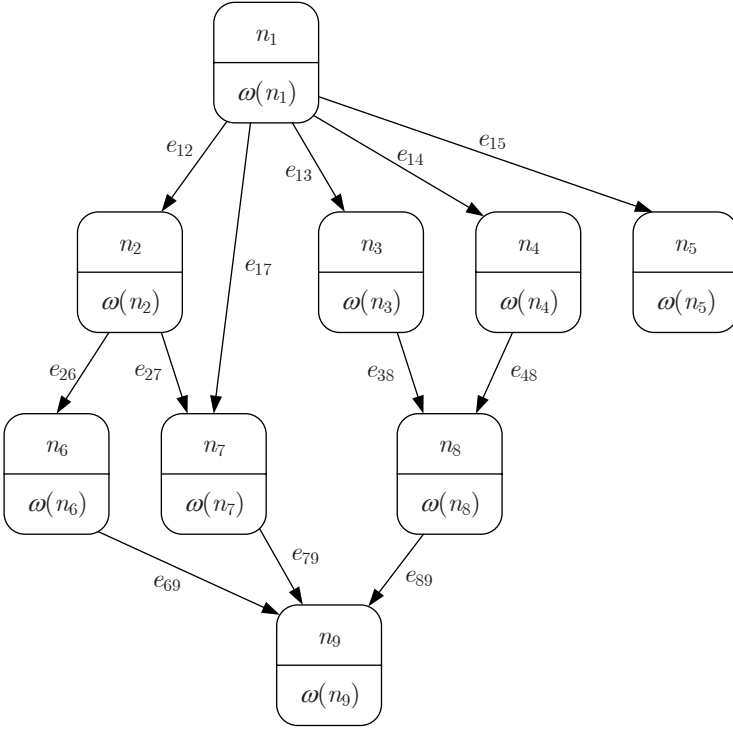 n₁
ω(n₁)
e₁₂
e₁₇
e₁₃
e₁₄
e₁₅
n₂
ω(n₂)
n₃
ω(n₃)
n₄
ω(n₄)
n₅
ω(n₅)
e₂₆
e₂₇
e₃₈
e₄₈
n₆
ω(n₆)
n₇
ω(n₇)
n₈
ω(n₈)
e₆₉
e₇₉
e₈₉
n₉
ω(n₉)